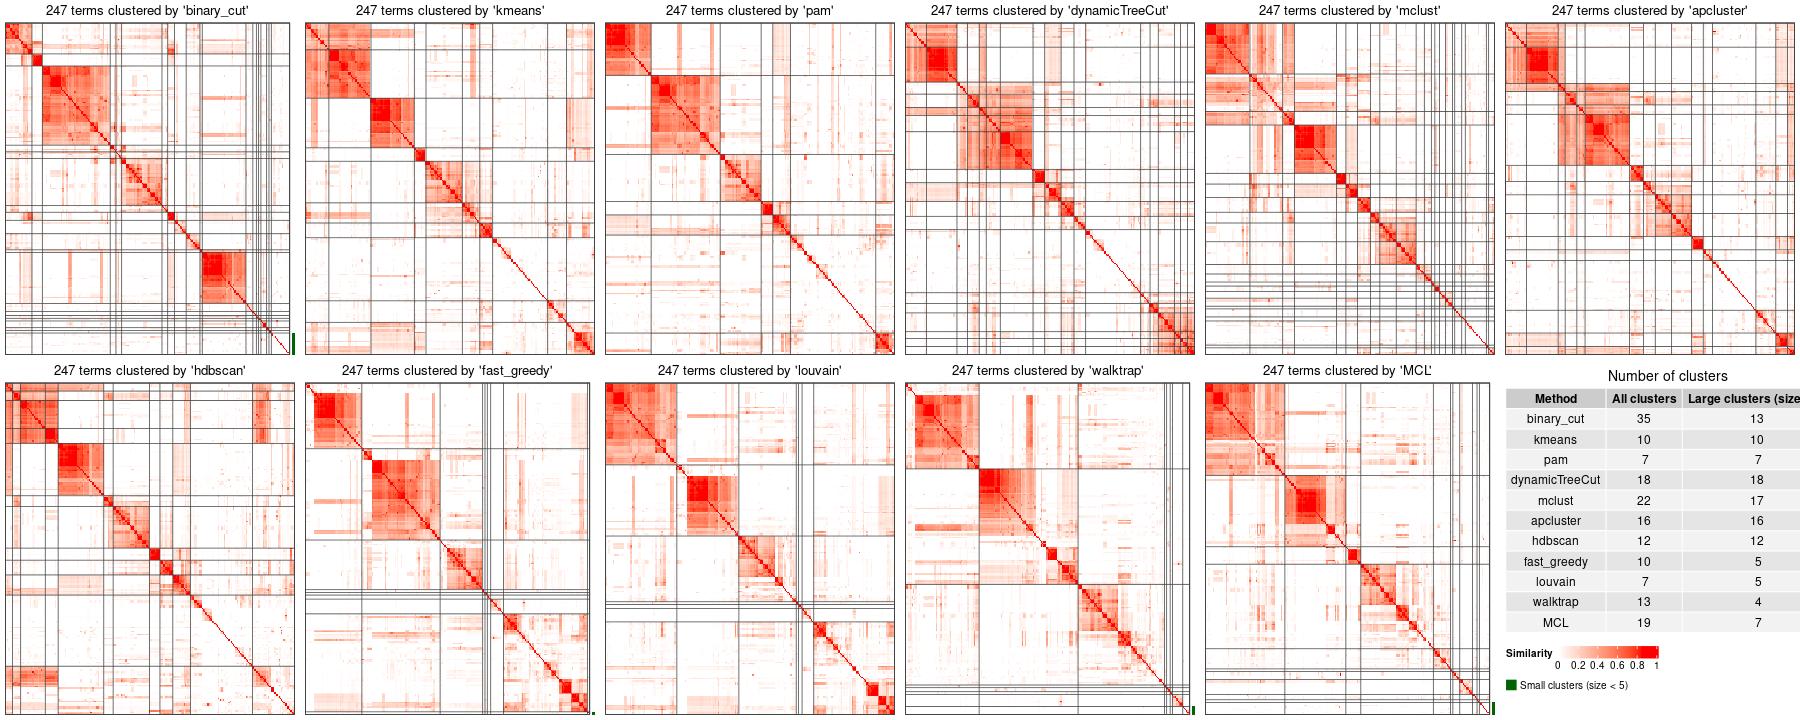 247 terms clustered by 'binary_cut'
247 terms clustered by 'kmeans'
247 terms clustered by 'pam'
247 terms clustered by 'dynamicTreeCut'
247 terms clustered by 'mclust'
247 terms clustered by 'apcluster'
247 terms clustered by 'hdbscan'
247 terms clustered by 'fast_greedy'
247 terms clustered by 'louvain'
247 terms clustered by 'walktrap'
247 terms clustered by 'MCL'
Number of clusters
Method All clusters Large clusters (size
binary_cut 35 13
kmeans 10 10
pam 7 7
dynamicTreeCut 18 18
mclust 22 17
apcluster 16 16
hdbscan 12 12
fast_greedy 10 5
louvain 7 5
walktrap 13 4
MCL 19 7
Similarity
0 0.2 0.4 0.6 0.8 1
Small clusters (size < 5)